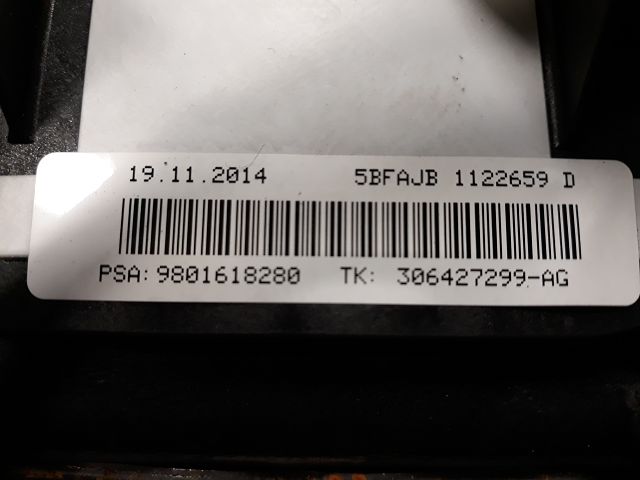 19.11.2014 5BFAJB 1122659 D
PSA: 9801618280 TK: 306427299-AG